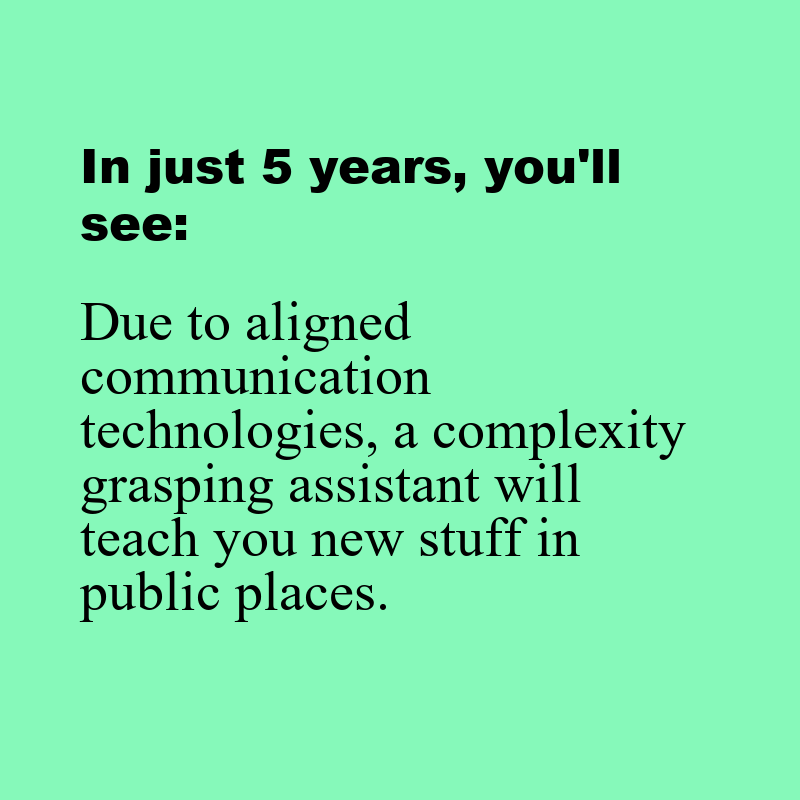 In just 5 years, you'll
see:
Due to aligned
communication
technologies, a complexity
grasping assistant will
teach you new stuff in
public places.